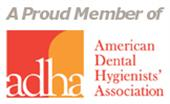 A Proud Member of
adha
American
Dental
Hygienists'
Association